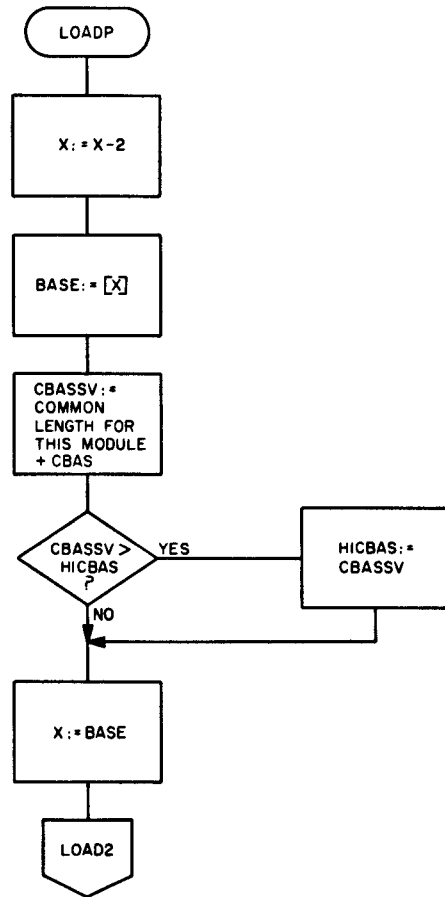 LOADP
X:=X-2
BASE:=[X]
CBASSV:=
COMMON
LENGTH FOR
THIS MODULE
+ CBAS
CBASSV >
HICBAS
?
YES
HICBAS:=
CBASSV
NO
X:=BASE
LOAD2